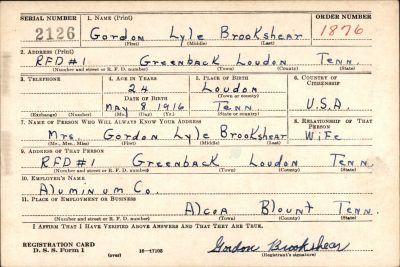 SERIAL NUMBER 1. NAME (Print) ORDER NUMBER
2126 Gordon Lyle Brookshear 1876
(First) (Middle) (Last)
2. ADDRESS (Print)
RFD #1 Greenback Loudon Tenn.
(Number and street or R. F. D. number) (Town) (County) (State)
3. TELEPHONE 4. AGE IN YEARS 5. PLACE OF BIRTH 6. COUNTRY OF CITIZENSHIP
24 Loudon
DATE OF BIRTH (Town or county)
May 8 1916 Tenn U.S.A.
(Exchange) (Number) (Mo.) (Day) (Yr.) (State or country)
7. NAME OF PERSON WHO WILL ALWAYS KNOW YOUR ADDRESS 8. RELATIONSHIP OF THAT PERSON
Mrs. Gordon Lyle Brookshear Wife
(Mr., Mrs., Miss) (First) (Middle) (Last)
9. ADDRESS OF THAT PERSON
RFD #1 Greenback Loudon Tenn.
(Number and street or R. F. D. number) (Town) (County) (State)
10. EMPLOYER'S NAME
Aluminum Co.
11. PLACE OF EMPLOYMENT OR BUSINESS
Alcoa Blount Tenn.
(Number and street or R. F. D. number) (Town) (County) (State)
I AFFIRM THAT I HAVE VERIFIED ABOVE ANSWERS AND THAT THEY ARE TRUE.
REGISTRATION CARD
D. S. S. Form 1 16—17105 Gordon Brookshear
(over) (Registrant's signature)